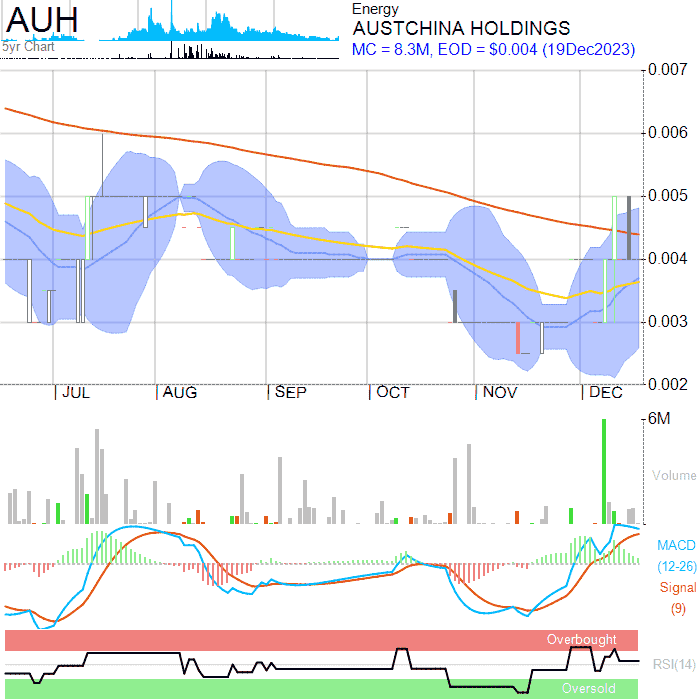 AUH
5yr Chart
Energy
AUSTCHINA HOLDINGS
MC = 8.3M, EOD = $0.004 (19Dec2023)
0.007
0.006
0.005
0.004
0.003
0.002
JUL AUG SEP OCT NOV DEC
6M
Volume
MACD
(12-26)
Signal
(9)
Overbought
RSI(14)
Oversold